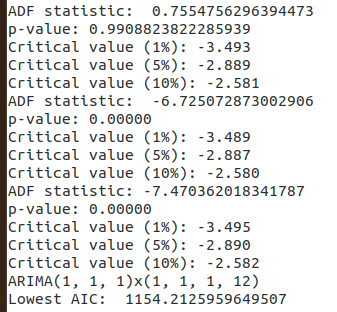 ADF statistic:  0.7554756296394473
p-value: 0.9908823822285939
Critical value (1%): -3.493
Critical value (5%): -2.889
Critical value (10%): -2.581
ADF statistic:  -6.725072873002906
p-value: 0.00000
Critical value (1%): -3.489
Critical value (5%): -2.887
Critical value (10%): -2.580
ADF statistic: -7.470362018341787
p-value: 0.00000
Critical value (1%): -3.495
Critical value (5%): -2.890
Critical value (10%): -2.582
ARIMA(1, 1, 1)x(1, 1, 1, 12)
Lowest AIC:  1154.2125959649507